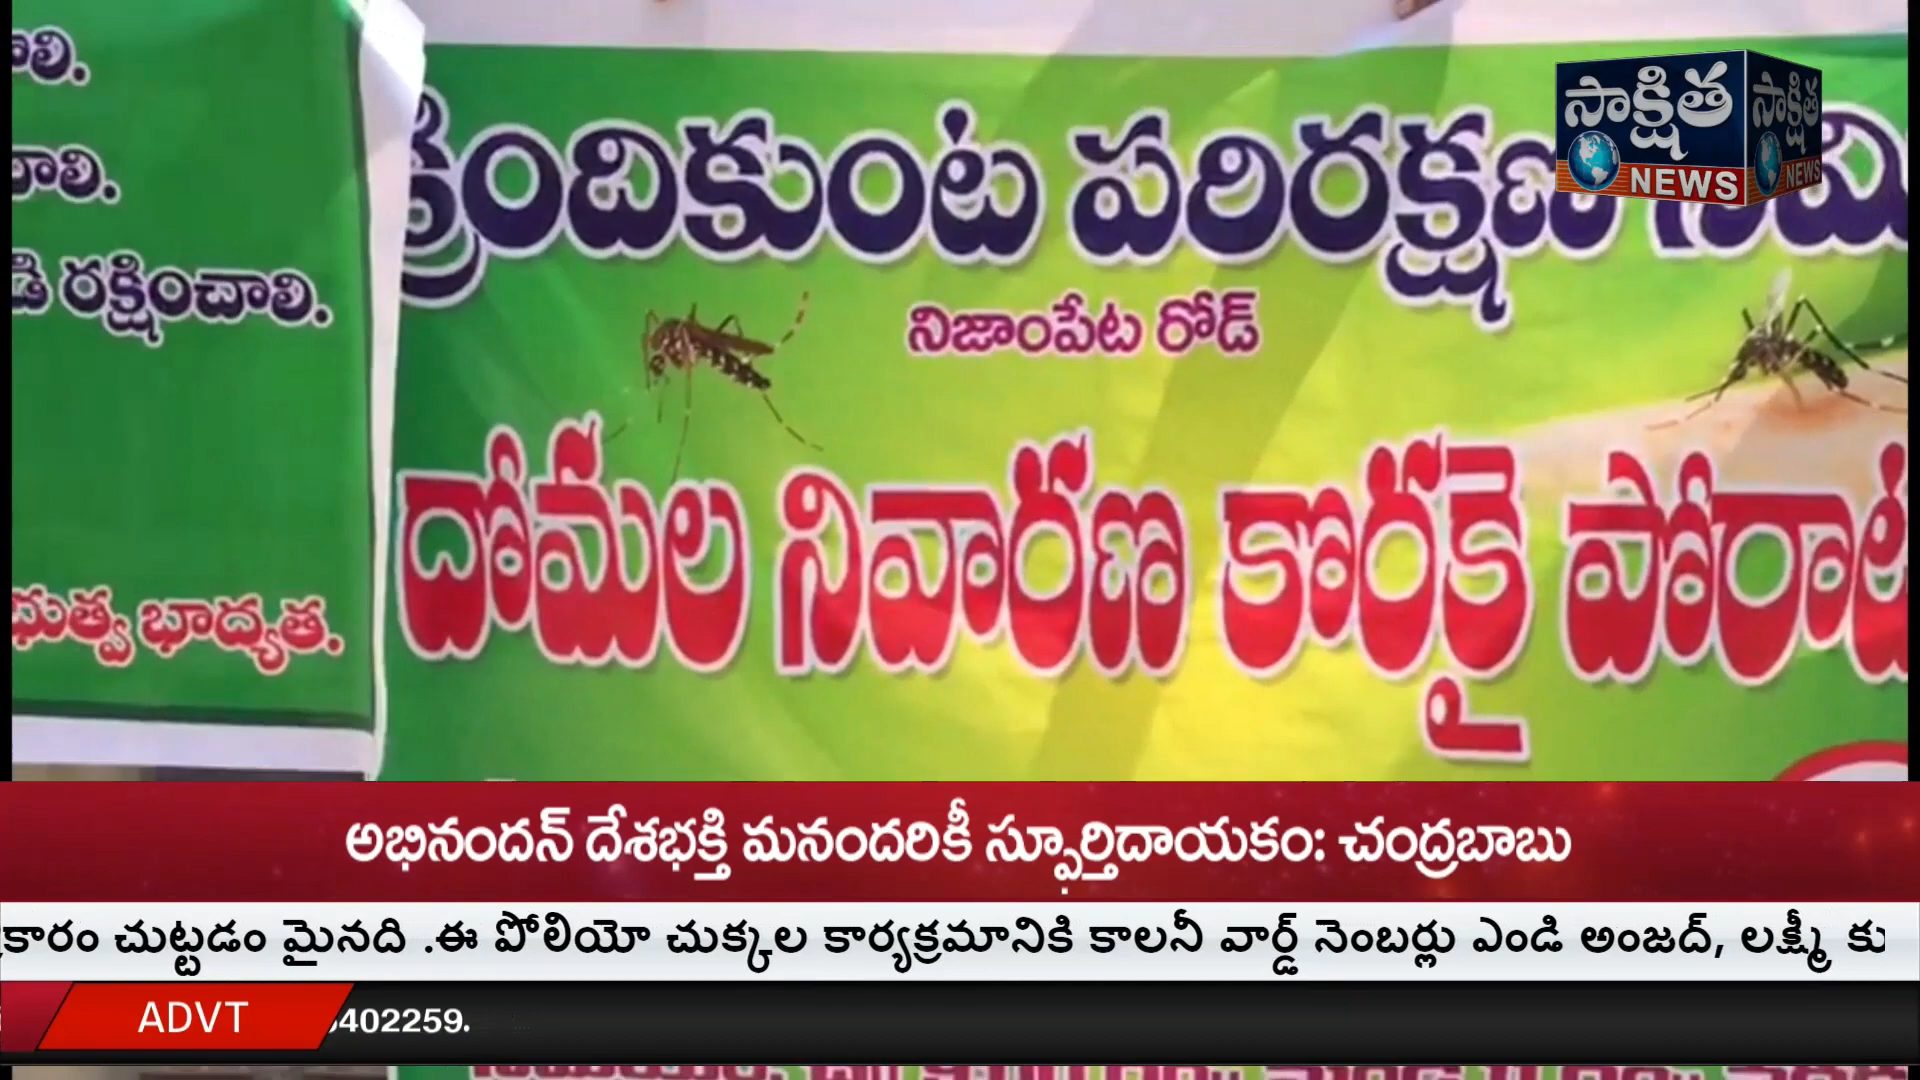 సాక్షిత
సాక్షిత
NEWS
NEWS
పరిరక్షణ
నిజాంపేట రోడ్
దోమల నివారణ కొరకై
డి రక్షించాలి.
భాద్యత.
అభినందన్ దేశభక్తి మనందరికీ స్ఫూర్తిదాయకం: చంద్రబాబు
చుట్టడం మైనది .ఈ పోలియో చుక్కల కార్యక్రమానికి కాలనీ వార్డ్ నెంబర్లు ఎండి అంజద్, లక్ష్మీ కు
ADVT
402259.